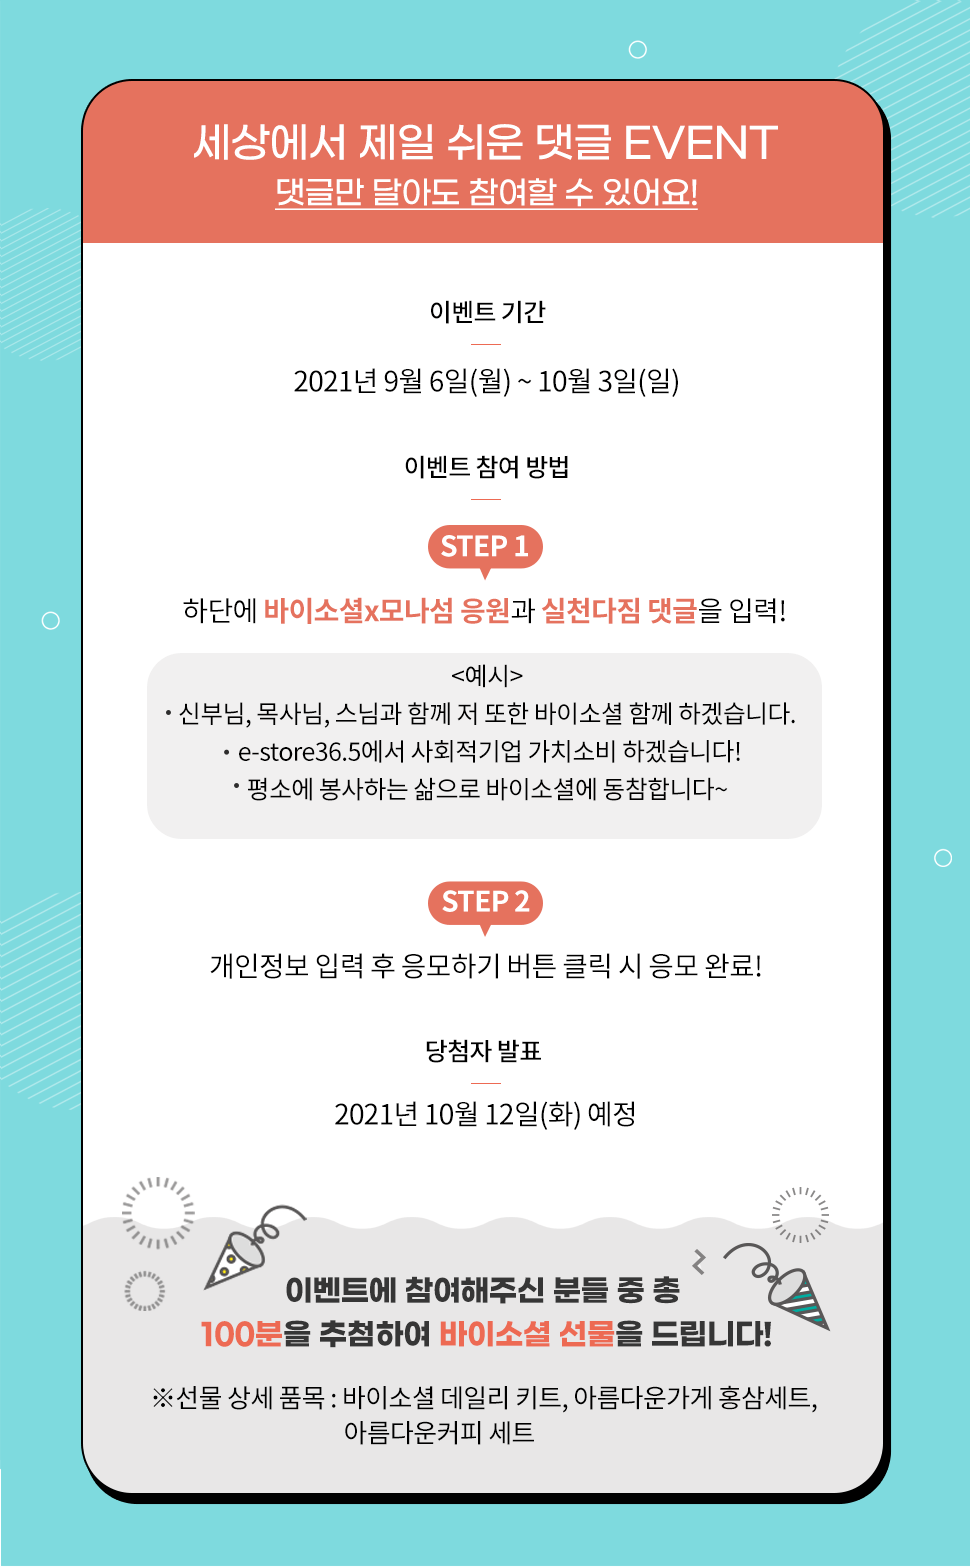 세상에서 제일 쉬운 댓글 EVENT
댓글만 달아도 참여할 수 있어요!
이벤트 기간
2021년 9월 6일(월) ~ 10월 3일(일)
이벤트 참여 방법
STEP 1
하단에 바이소셜x모나섬 응원과 실천다짐 댓글을 입력!
<예시>
• 신부님, 목사님, 스님과 함께 저 또한 바이소셜 함께 하겠습니다.
• e-store36.5에서 사회적기업 가치소비 하겠습니다!
• 평소에 봉사하는 삶으로 바이소셜에 동참합니다~
STEP 2
개인정보 입력 후 응모하기 버튼 클릭 시 응모 완료!
당첨자 발표
2021년 10월 12일(화) 예정
이벤트에 참여해주신 분들 중 총
100분을 추첨하여 바이소셜 선물을 드립니다!
※선물 상세 품목 : 바이소셜 데일리 키트, 아름다운가게 홍삼세트,
아름다운커피 세트